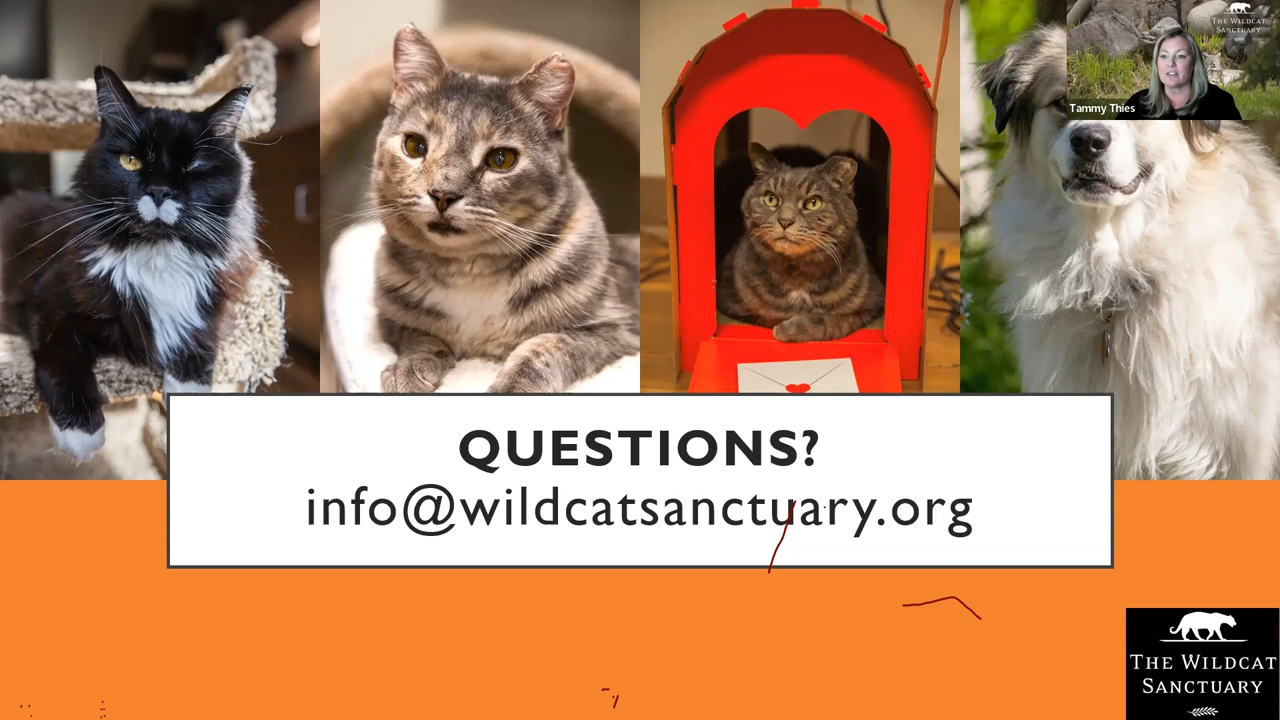 THE WILDCAT
SANCTUARY
Tammy Thies
QUESTIONS?
info@wildcatsanctuary.org
THE WILDCAT
SANCTUARY